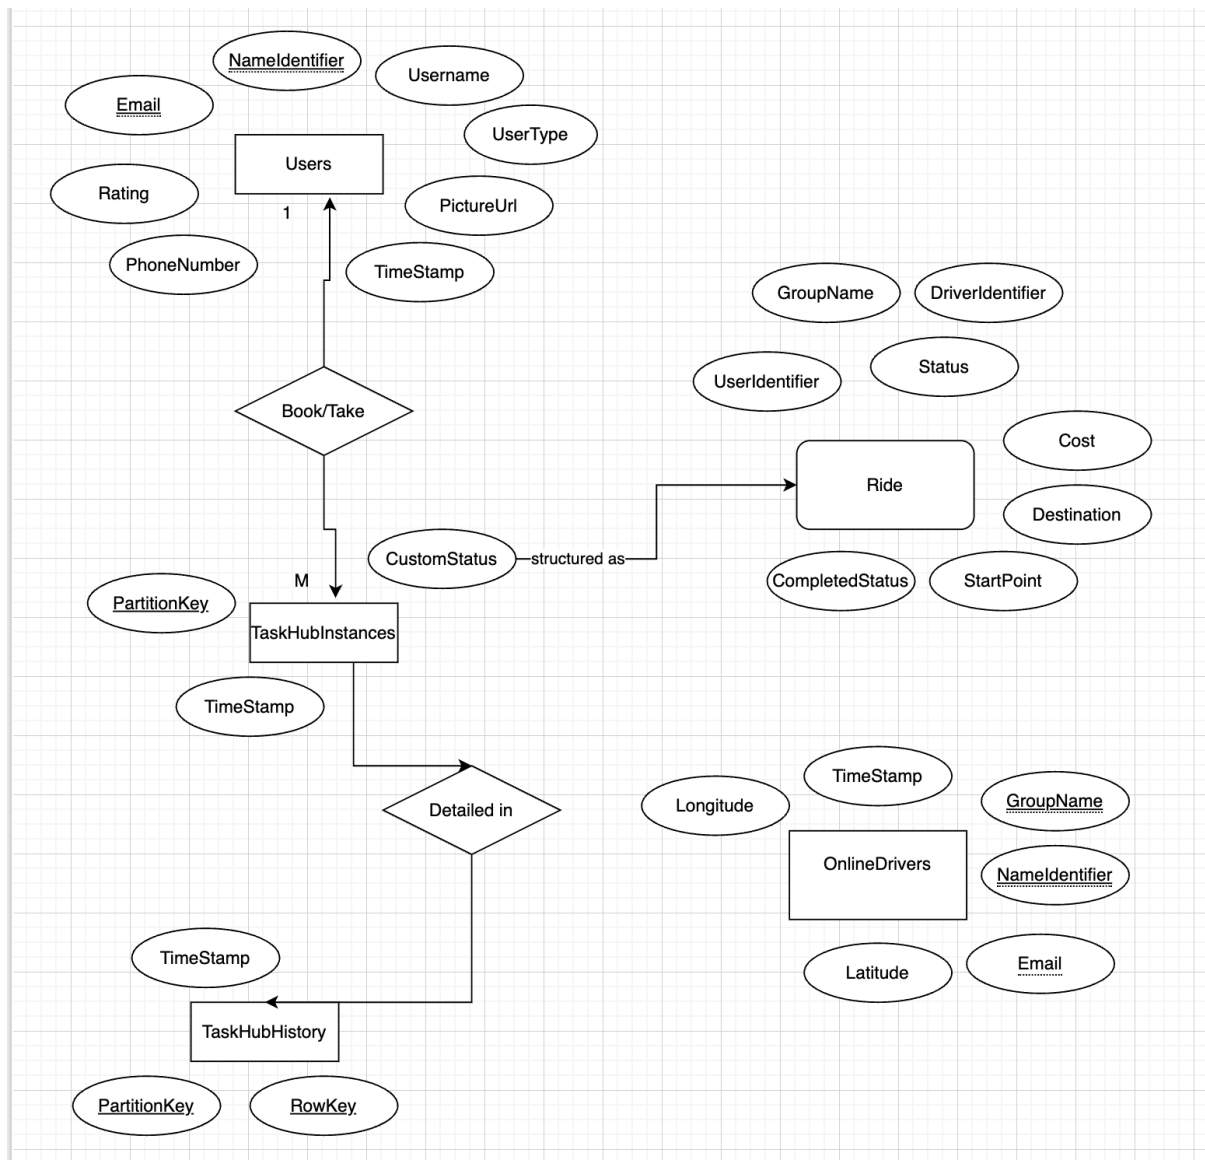 NameIdentifier
Username
Email
UserType
Users
Rating
PictureUrl
1
PhoneNumber
TimeStamp
GroupName
DriverIdentifier
Status
UserIdentifier
Book/Take
Cost
Ride
Destination
CustomStatus
structured as
CompletedStatus
StartPoint
M
PartitionKey
TaskHubInstances
TimeStamp
TimeStamp
Longitude
GroupName
Detailed in
OnlineDrivers
NameIdentifier
TimeStamp
Latitude
Email
TaskHubHistory
PartitionKey
RowKey